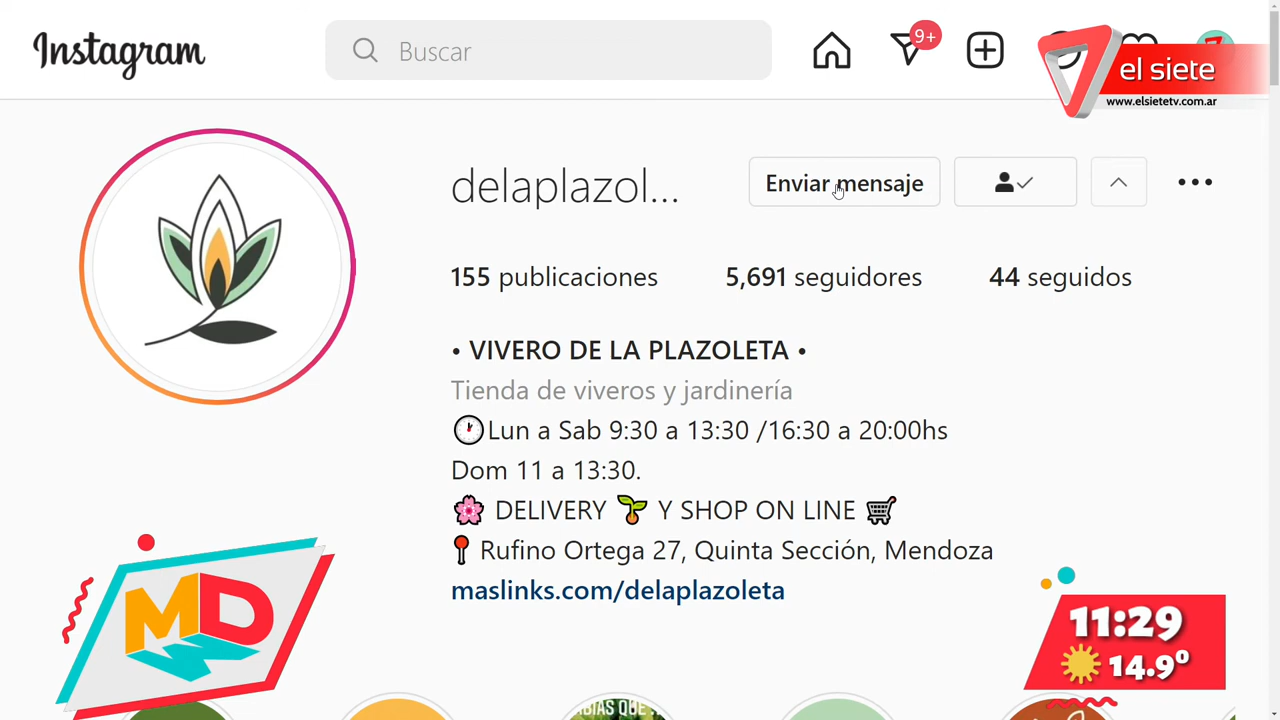 Instagram
Buscar
9+
el siete
www.elsietetv.com.ar
delaplazol...
Enviar mensaje
155 publicaciones
5,691 seguidores
44 seguidos
• VIVERO DE LA PLAZOLETA •
Tienda de viveros y jardinería
Lun a Sab 9:30 a 13:30 /16:30 a 20:00hs
Dom 11 a 13:30.
DELIVERY Y SHOP ON LINE
Rufino Ortega 27, Quinta Sección, Mendoza
maslinks.com/delaplazoleta
MD
11:29
14.9º